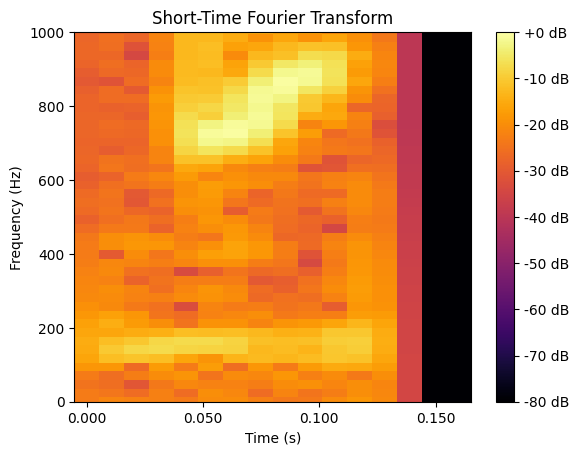 Short-Time Fourier Transform
1000
800
600
400
200
0
Frequency (Hz)
0.000
0.050
0.100
0.150
Time (s)
+0 dB
-10 dB
-20 dB
-30 dB
-40 dB
-50 dB
-60 dB
-70 dB
-80 dB